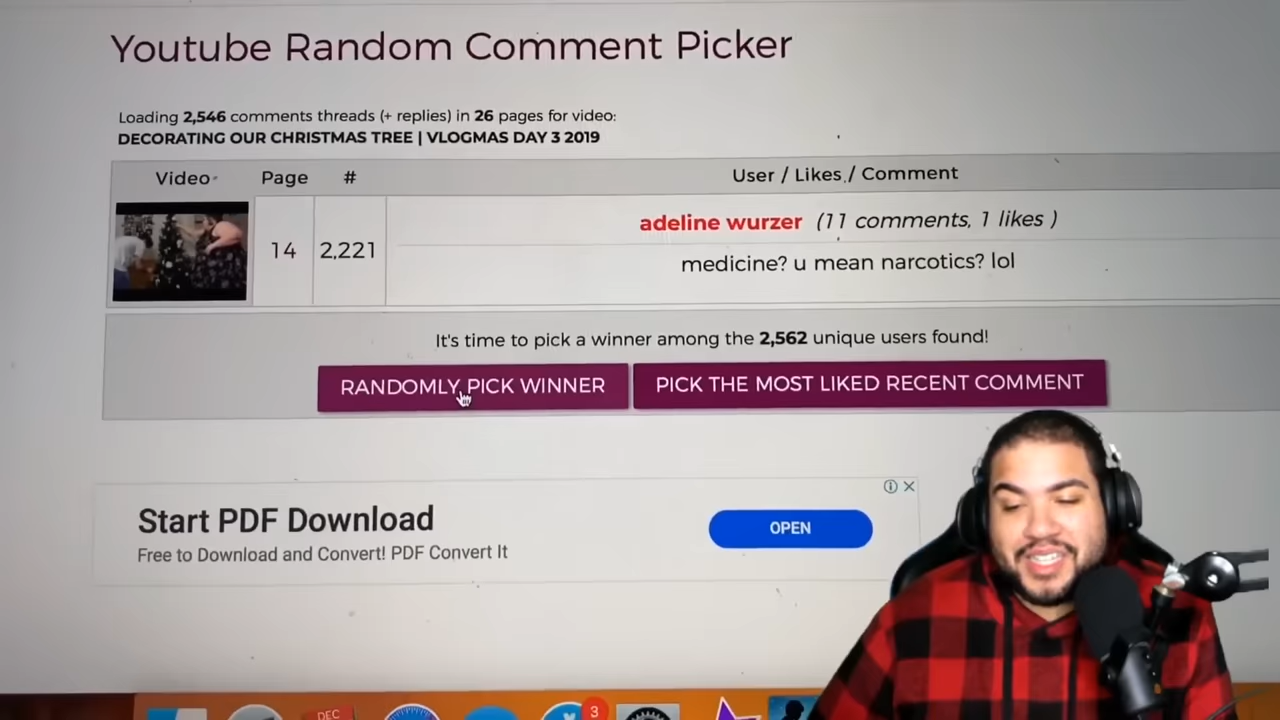 Youtube Random Comment Picker
Loading 2,546 comments threads (+ replies) in 26 pages for video:
DECORATING OUR CHRISTMAS TREE | VLOGMAS DAY 3 2019
Video Page # User / Likes / Comment
14 2,221 adeline wurzer (11 comments, 1 likes )
medicine? u mean narcotics? lol
It's time to pick a winner among the 2,562 unique users found!
RANDOMLY PICK WINNER PICK THE MOST LIKED RECENT COMMENT
Start PDF Download
Free to Download and Convert! PDF Convert It
OPEN
DEC
3